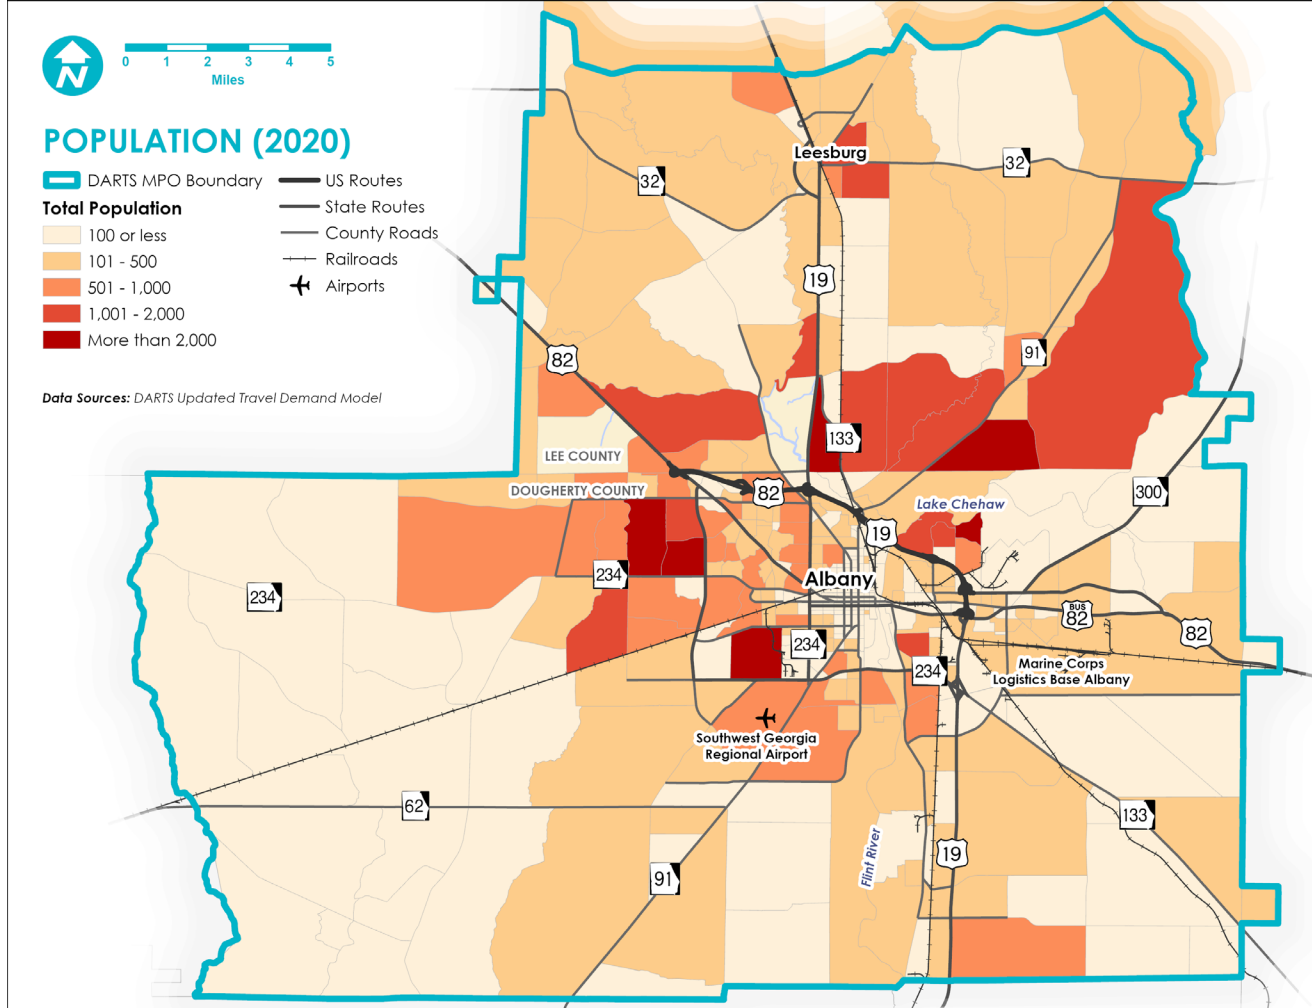 N
0 1 2 3 4 5
Miles
POPULATION (2020)
DARTS MPO Boundary
US Routes
Total Population
State Routes
100 or less
County Roads
101 - 500
Railroads
501 - 1,000
Airports
1,001 - 2,000
More than 2,000
Data Sources: DARTS Updated Travel Demand Model
Leesburg
32
32
19
82
91
133
LEE COUNTY
DOUGHERTY COUNTY
82
300
Lake Chehaw
19
234
234
Albany
BUS
82
82
234
234
Marine Corps
Logistics Base Albany
Southwest Georgia
Regional Airport
62
133
Flint River
19
91